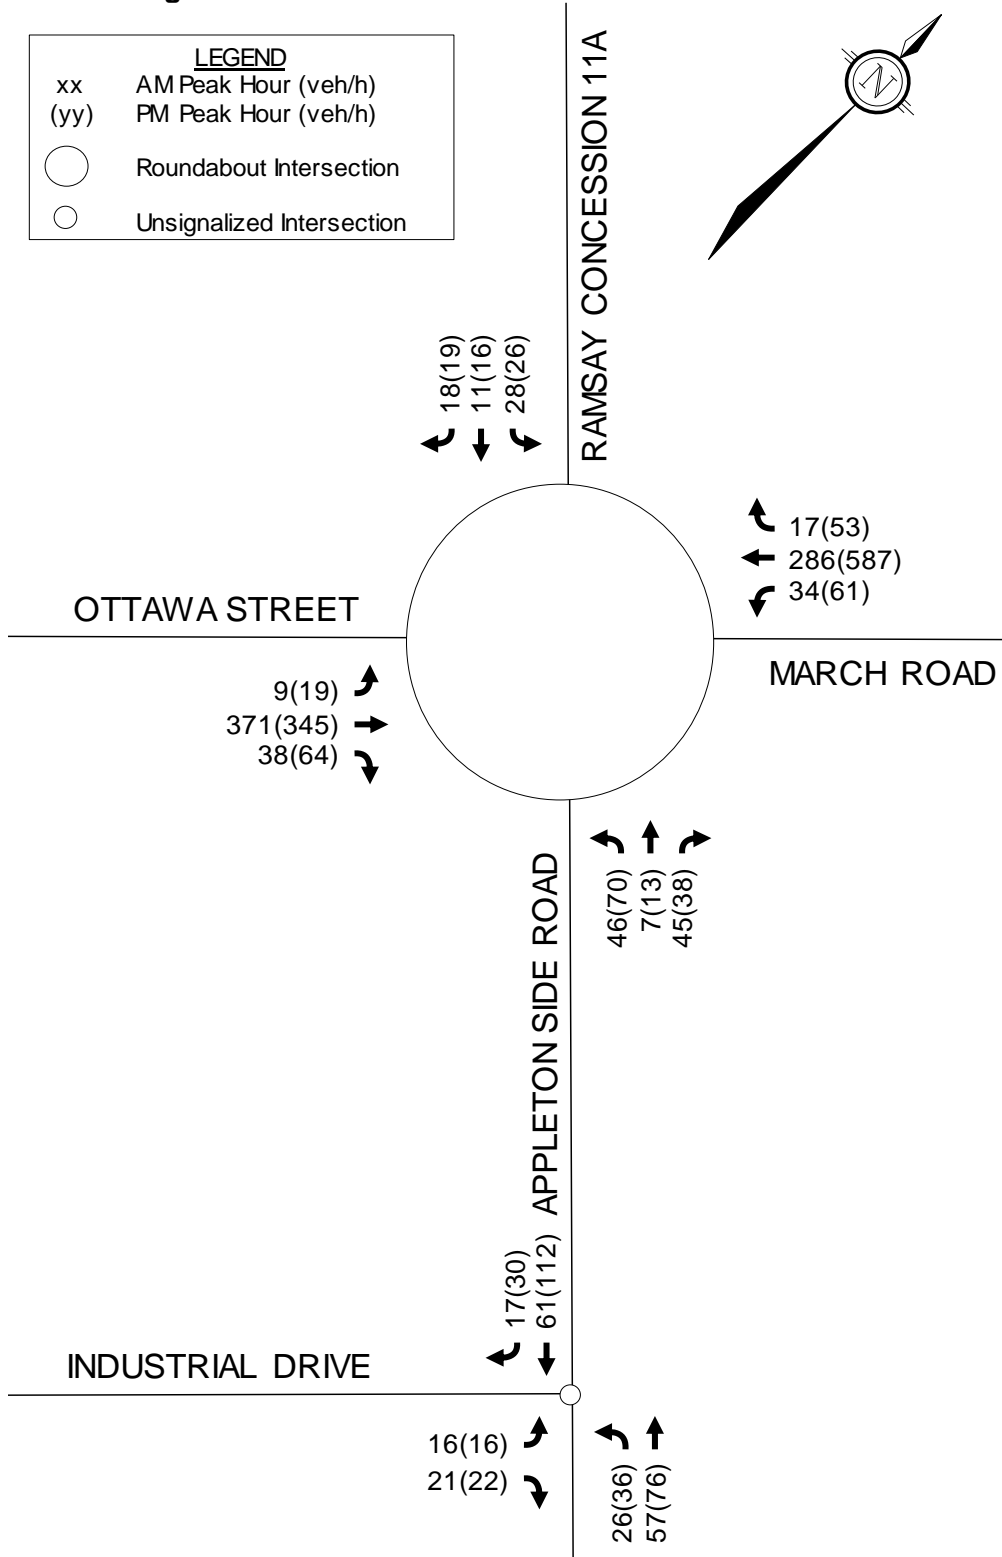 g
LEGEND
xx AM Peak Hour (veh/h)
(yy) PM Peak Hour (veh/h)
Roundabout Intersection
Unsignalized Intersection
N
RAMSAY CONCESSION 11A
18(19)
11(16)
28(26)
17(53)
286(587)
34(61)
OTTAWA STREET
MARCH ROAD
9(19)
371(345)
38(64)
46(70)
7(13)
45(38)
APPLETON SIDE ROAD
17(30)
61(112)
INDUSTRIAL DRIVE
16(16)
21(22)
26(36)
57(76)